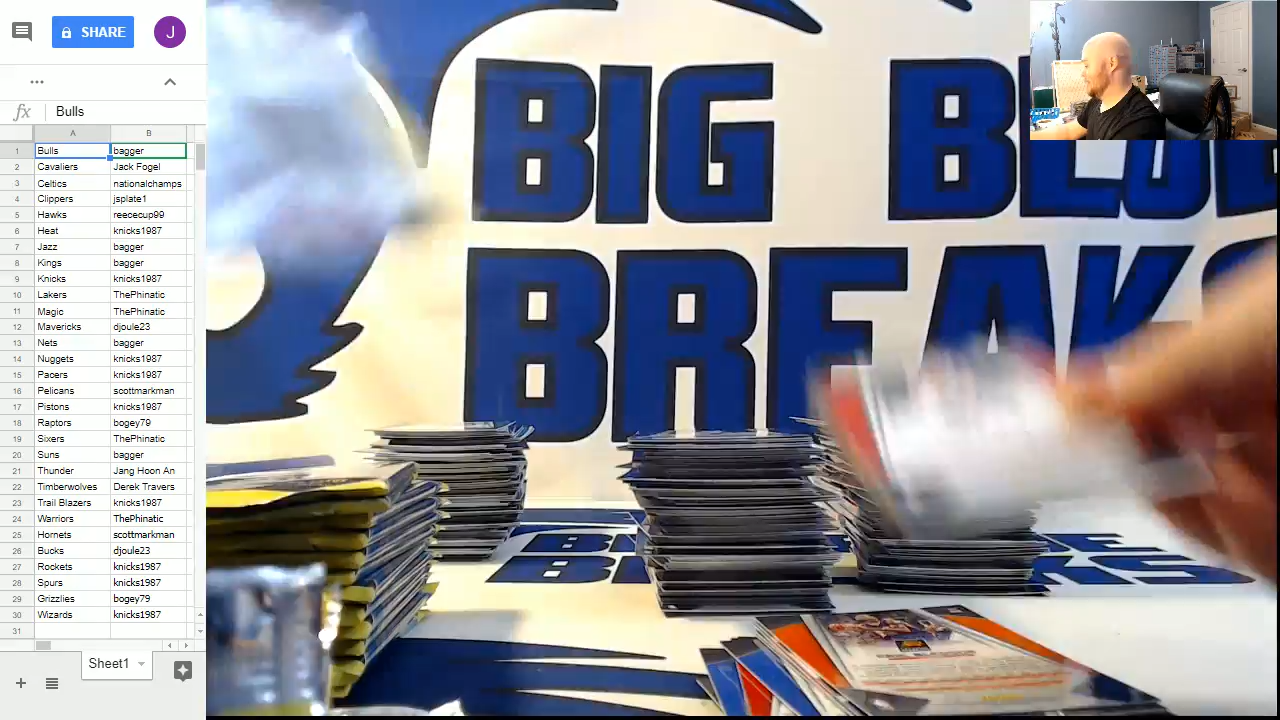 SHARE
J
...
fx Bulls
A B
1 Bulls bagger
2 Cavaliers Jack Fogel
3 Celtics nationalchamps
4 Clippers jsplate1
5 Hawks reececup99
6 Heat knicks1987
7 Jazz bagger
8 Kings bagger
9 Knicks knicks1987
10 Lakers ThePhinatic
11 Magic ThePhinatic
12 Mavericks djoule23
13 Nets bagger
14 Nuggets knicks1987
15 Pacers knicks1987
16 Pelicans scottmarkman
17 Pistons knicks1987
18 Raptors bogey79
19 Sixers ThePhinatic
20 Suns bagger
21 Thunder Jang Hoon An
22 Timberwolves Derek Travers
23 Trail Blazers knicks1987
24 Warriors ThePhinatic
25 Hornets scottmarkman
26 Bucks djoule23
27 Rockets knicks1987
28 Spurs knicks1987
29 Grizzlies bogey79
30 Wizards knicks1987
31
Sheet1
BIG BLUE
BREAKS